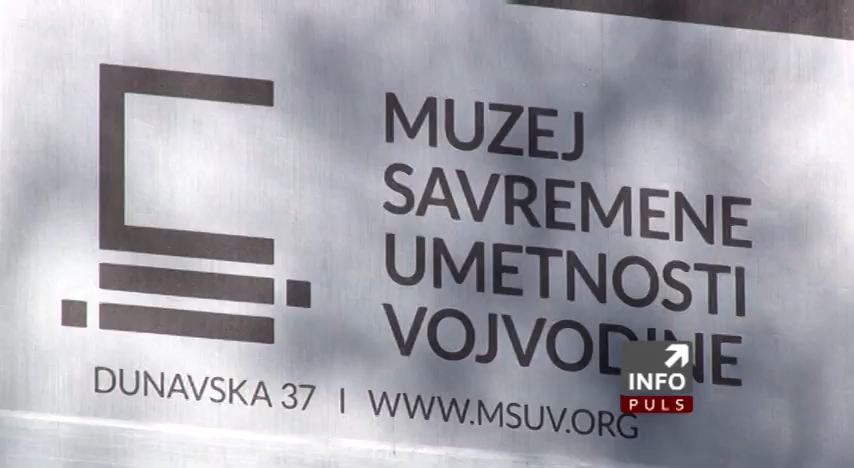 MUZEJ
SAVREMENE
UMETNOSTI
VOJVODINE
DUNAVSKA 37 | WWW.MSUV.ORG
INFO
PULS